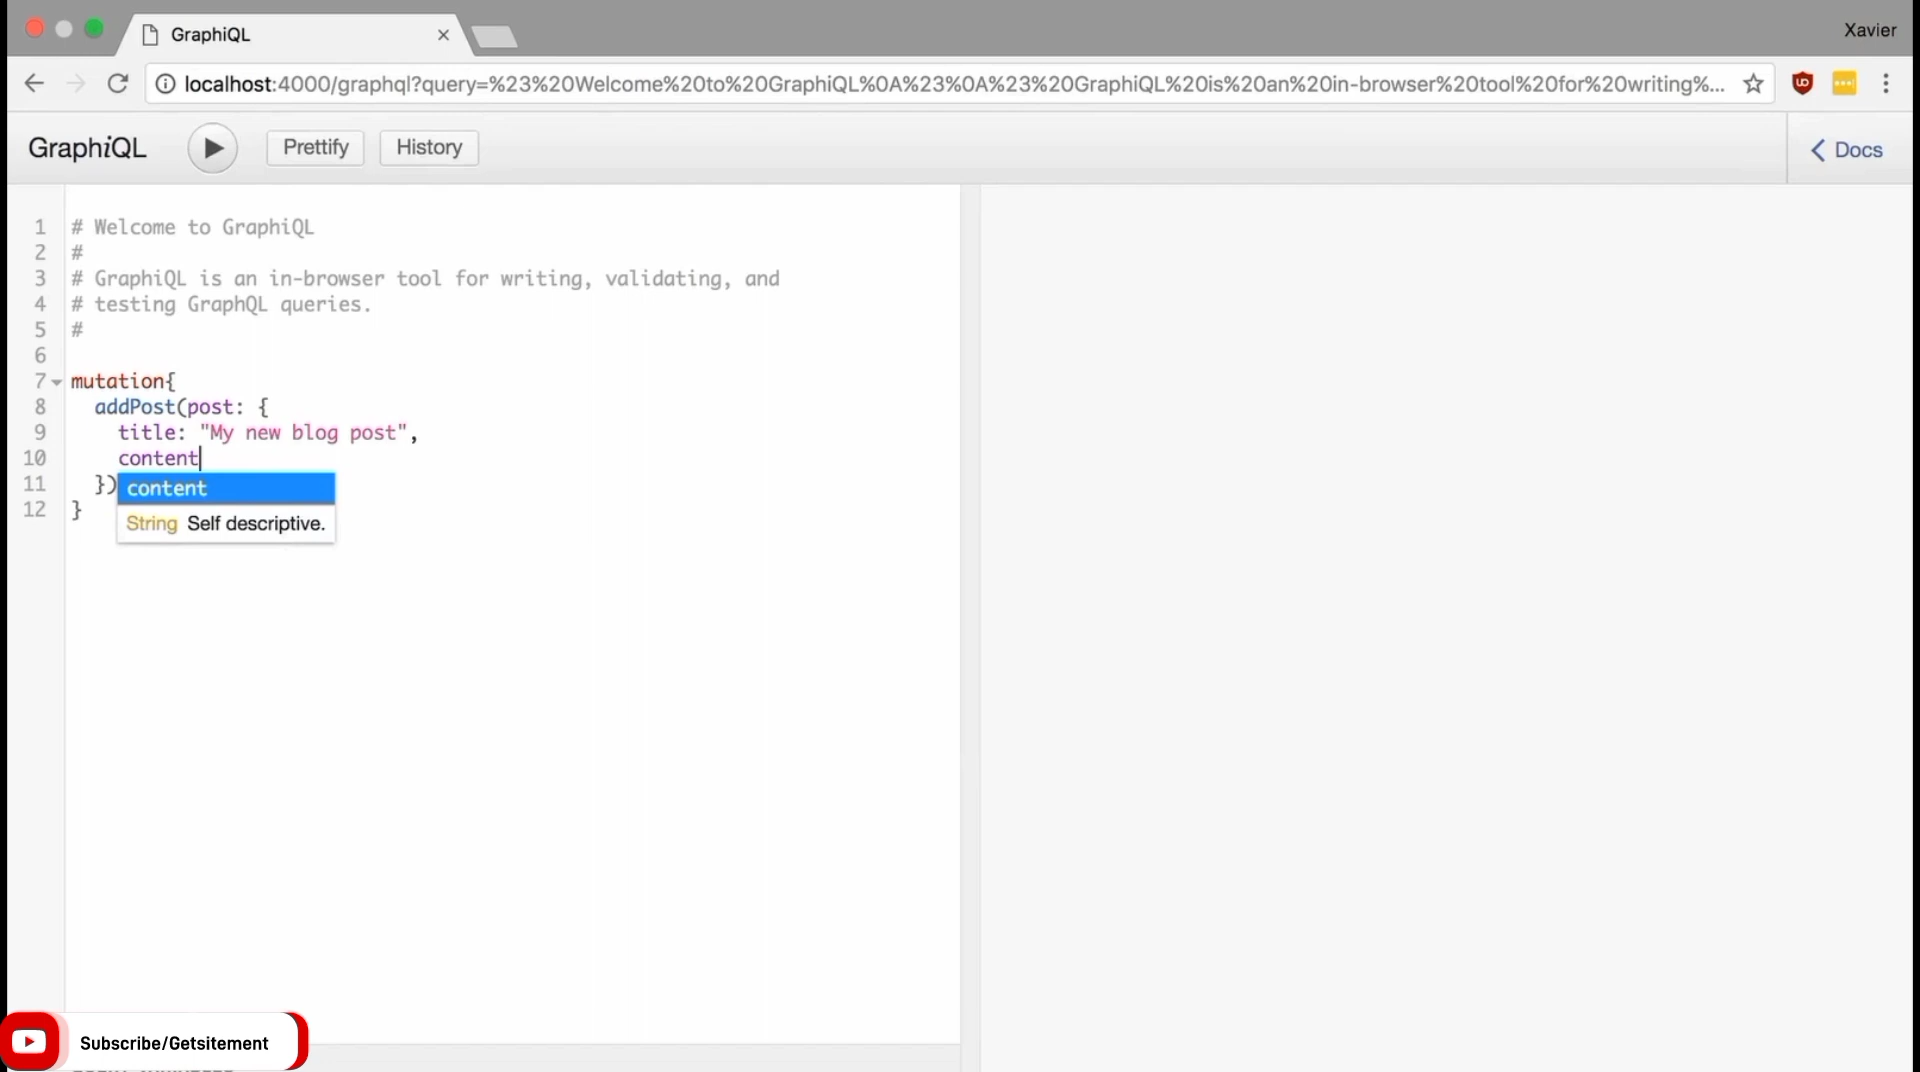 GraphiQL
Xavier
localhost:4000/graphql?query=%23%20Welcome%20to%20GraphiQL%0A%23%0A%23%20GraphiQL%20is%20an%20in-browser%20tool%20for%20writing%...
GraphiQL
Prettify
History
Docs
1 # Welcome to GraphiQL
2 #
3 # GraphiQL is an in-browser tool for writing, validating, and
4 # testing GraphQL queries.
5 #
6
7 mutation{
8 addPost(post: {
9 title: "My new blog post",
10 content
11 })
12 }
content
String Self descriptive.
Subscribe/Getsitement